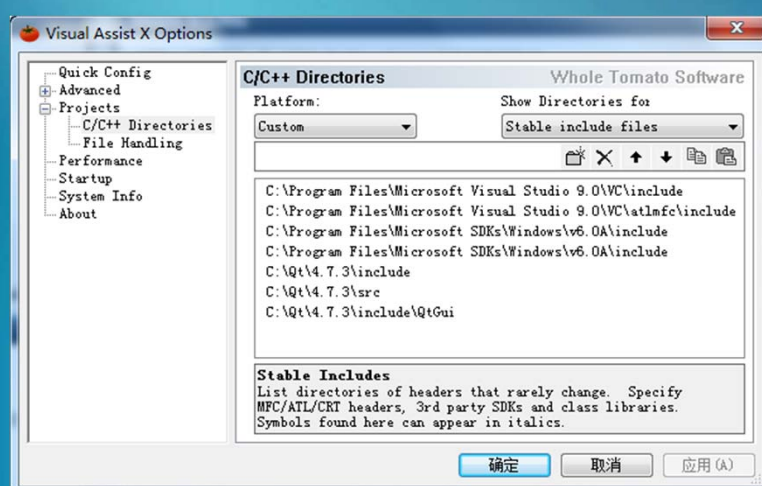 Visual Assist X Options
Quick Config
Advanced
Projects
C/C++ Directories
File Handling
Performance
Startup
System Info
About
C/C++ Directories
Whole Tomato Software
Platform:
Show Directories for
Custom
Stable include files
C:\Program Files\Microsoft Visual Studio 9.0\VC\include
C:\Program Files\Microsoft Visual Studio 9.0\VC\atlmfc\include
C:\Program Files\Microsoft SDKs\Windows\v6.0A\include
C:\Program Files\Microsoft SDKs\Windows\v6.0A\include
C:\Qt\4.7.3\include
C:\Qt\4.7.3\src
C:\Qt\4.7.3\include\QtGui
Stable Includes
List directories of headers that rarely change. Specify
MFC/ATL/CRT headers, 3rd party SDKs and class libraries.
Symbols found here can appear in italics.
确定
取消
应用(A)